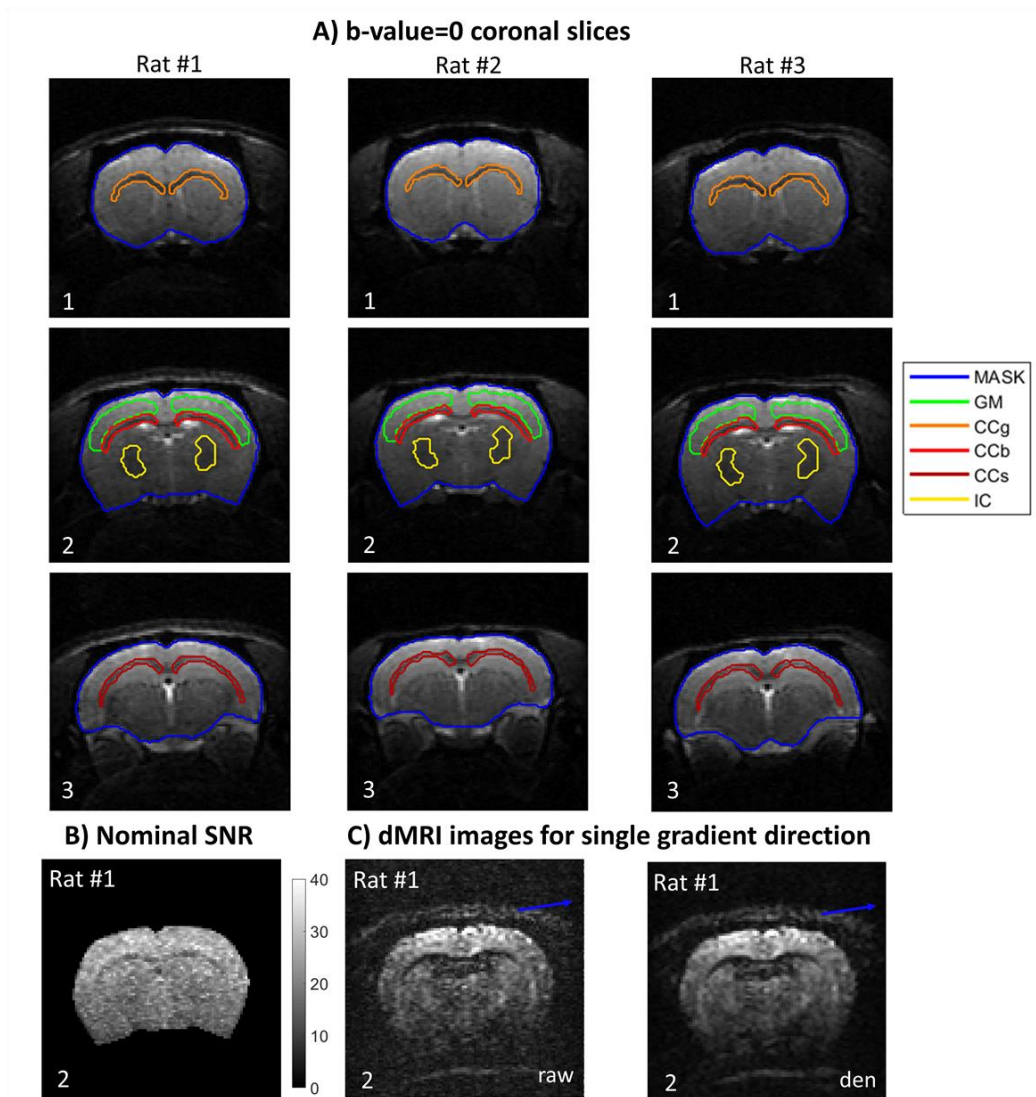 A) b-value=0 coronal slices
Rat #1
Rat #2
Rat #3
1
1
1
2
2
2
MASK
GM
CCg
CCb
CCs
IC
3
3
3
B) Nominal SNR
C) dMRI images for single gradient direction
Rat #1
40
30
20
10
0
2
Rat #1
2
raw
Rat #1
2
den